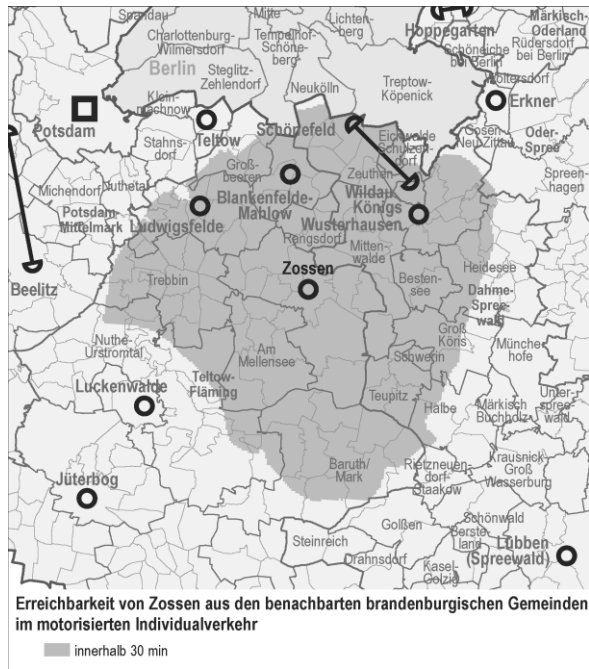 Spandau
Mitte
Lichten-
berg
Hoppegarten
Märkisch-
Oderland
Charlottenburg-
Wilmersdorf
Tempelhof-
Schöne-
berg
Schöneiche
bei Berlin
Rüdersdorf
bei Berlin
Berlin
Steglitz-
Zehlendorf
Neukölln
Treptow-
Köpenick
Woltersdorf
Erkner
Klein-
machnow
Potsdam
Teltow
Schönefeld
Eichwalde
Schulzen-
dorf
Gosen-
Neu Zittau
Oder-
Spree
Stahns-
dorf
Groß-
beeren
Zeuthen
Spreen-
hagen
Michendorf
Nuthetal
Blankenfelde-
Mahlow
Wildau
Königs
Wusterhausen
Potsdam-
Mittelmark
Ludwigsfelde
Rangsdorf
Mitten-
walde
Beelitz
Trebbin
Zossen
Besten-
see
Heidesee
Dahme-
Spree-
wald
Nuthe-
Urstromtal
Am
Mellensee
Groß
Köris
Münche-
hofe
Schwerin
Luckenwalde
Teltow-
Fläming
Teupitz
Halbe
Märkisch
Buchholz
Unter-
spree-
wald
Jüterbog
Baruth/
Mark
Rietzneuen-
dorf-
Staakow
Krausnick-
Groß
Wasserburg
Steinreich
Golßen
Schönwald
Berste-
land
Drahnsdorf
Kasel-
Golzig
Lübben
(Spreewald)
Erreichbarkeit von Zossen aus den benachbarten brandenburgischen Gemeinden
im motorisierten Individualverkehr
innerhalb 30 min